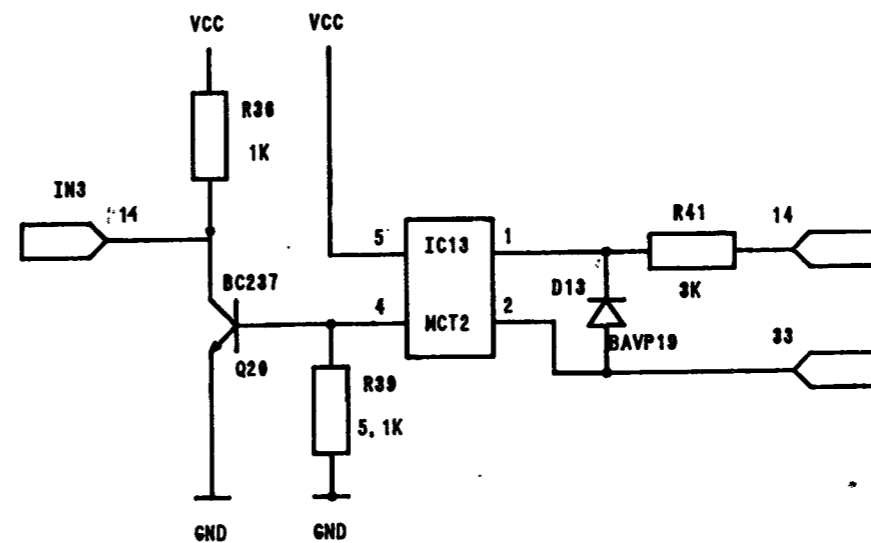 VCC
VCC
R36
1K
IN3
14
R41
14
5
IC13
1
BC237
D13
3K
4
MCT2
2
BAVP19
33
Q20
R39
5,1K
GND
GND